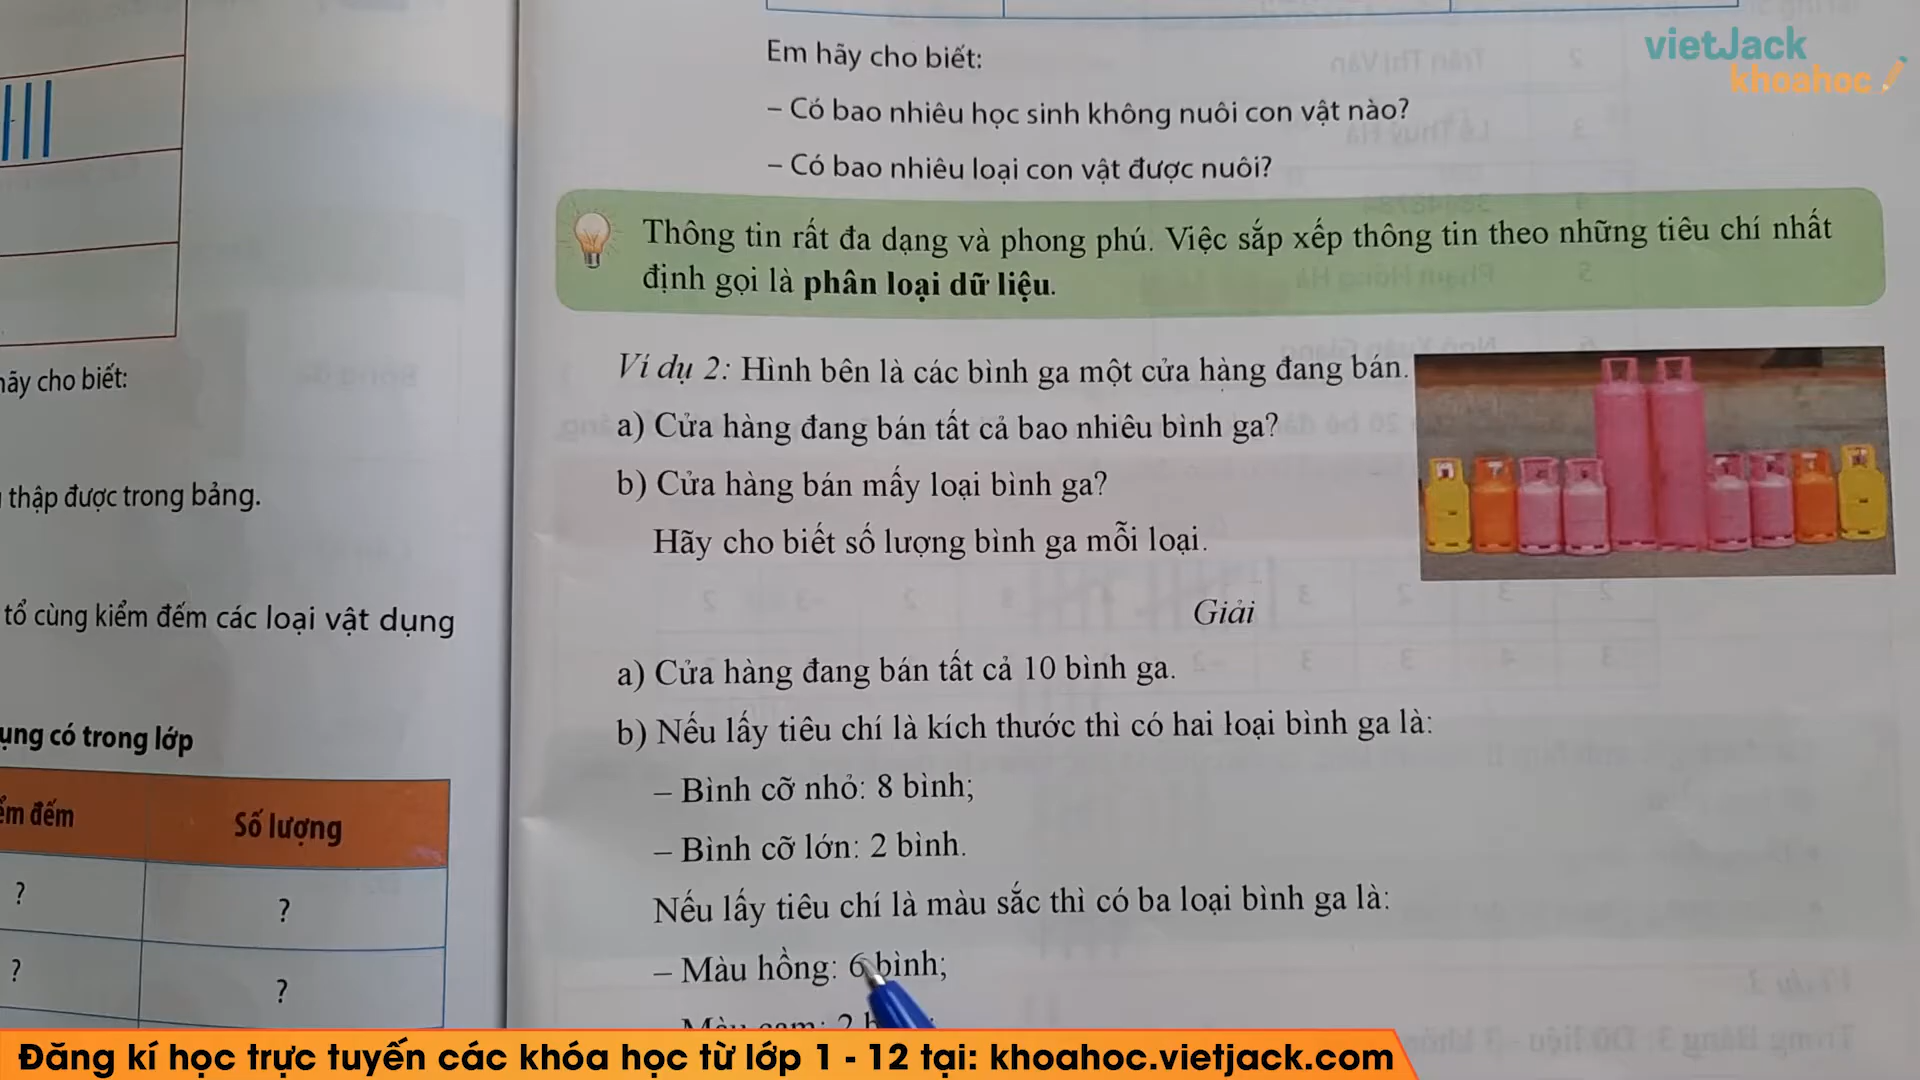 vietJack
khoahoc
Em hãy cho biết:
– Có bao nhiêu học sinh không nuôi con vật nào?
– Có bao nhiêu loại con vật được nuôi?
Thông tin rất đa dạng và phong phú. Việc sắp xếp thông tin theo những tiêu chí nhất
định gọi là phân loại dữ liệu.
Ví dụ 2: Hình bên là các bình ga một cửa hàng đang bán.
a) Cửa hàng đang bán tất cả bao nhiêu bình ga?
b) Cửa hàng bán mấy loại bình ga?
Hãy cho biết số lượng bình ga mỗi loại.
Giải
a) Cửa hàng đang bán tất cả 10 bình ga.
b) Nếu lấy tiêu chí là kích thước thì có hai loại bình ga là:
– Bình cỡ nhỏ: 8 bình;
– Bình cỡ lớn: 2 bình.
Nếu lấy tiêu chí là màu sắc thì có ba loại bình ga là:
– Màu hồng: 6 bình;
cho biết:
thập được trong bảng.
tổ cùng kiểm đếm các loại vật dụng
có trong lớp
đếm
Số lượng
?
?
?
?
Đăng kí học trực tuyến các khóa học từ lớp 1 - 12 tại: khoahoc.vietjack.com